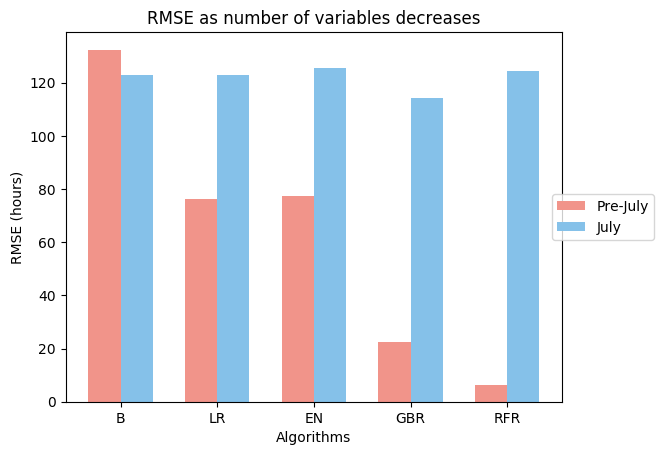 RMSE as number of variables decreases
RMSE (hours)
120
100
80
60
40
20
0
B LR EN GBR RFR
Algorithms
Pre-July
July